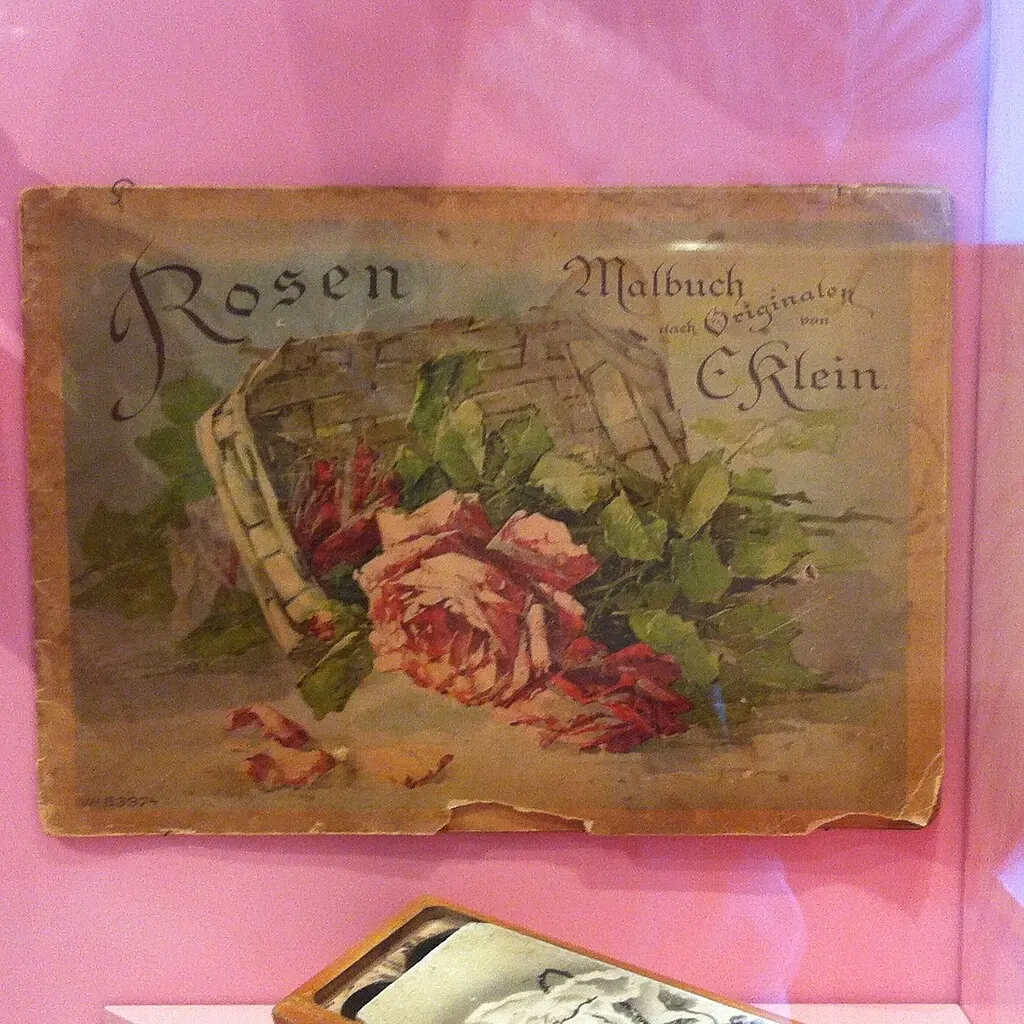 Rosen
Malbuch
nach Originalen von
C Klein.